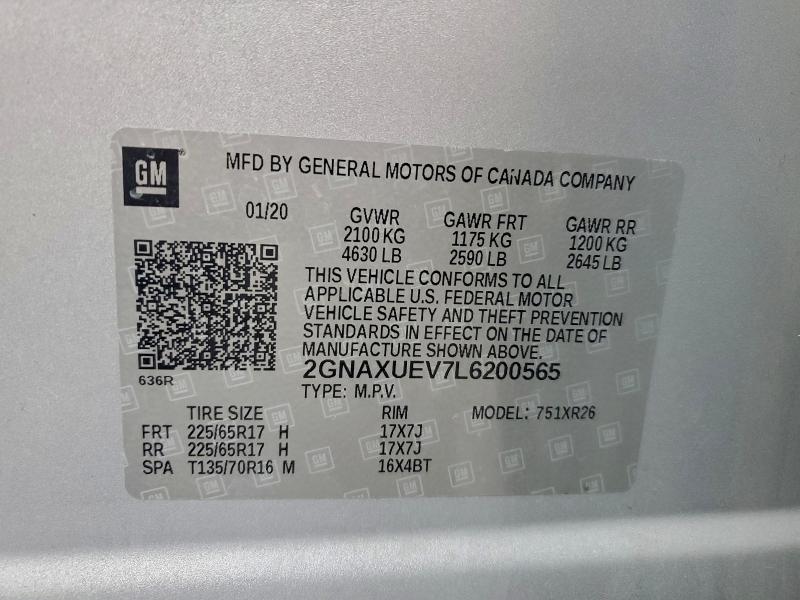 GM
MFD BY GENERAL MOTORS OF CANADA COMPANY
01/20 GVWR GAWR FRT GAWR RR
2100 KG 1175 KG 1200 KG
4630 LB 2590 LB 2645 LB
THIS VEHICLE CONFORMS TO ALL
APPLICABLE U.S. FEDERAL MOTOR
VEHICLE SAFETY AND THEFT PREVENTION
STANDARDS IN EFFECT ON THE DATE OF
MANUFACTURE SHOWN ABOVE.
636R
2GNAXUEV7L6200565
TYPE: M.P.V.
TIRE SIZE RIM MODEL: 751XR26
FRT 225/65R17 H 17X7J
RR 225/65R17 H 17X7J
SPA T135/70R16 M 16X4BT